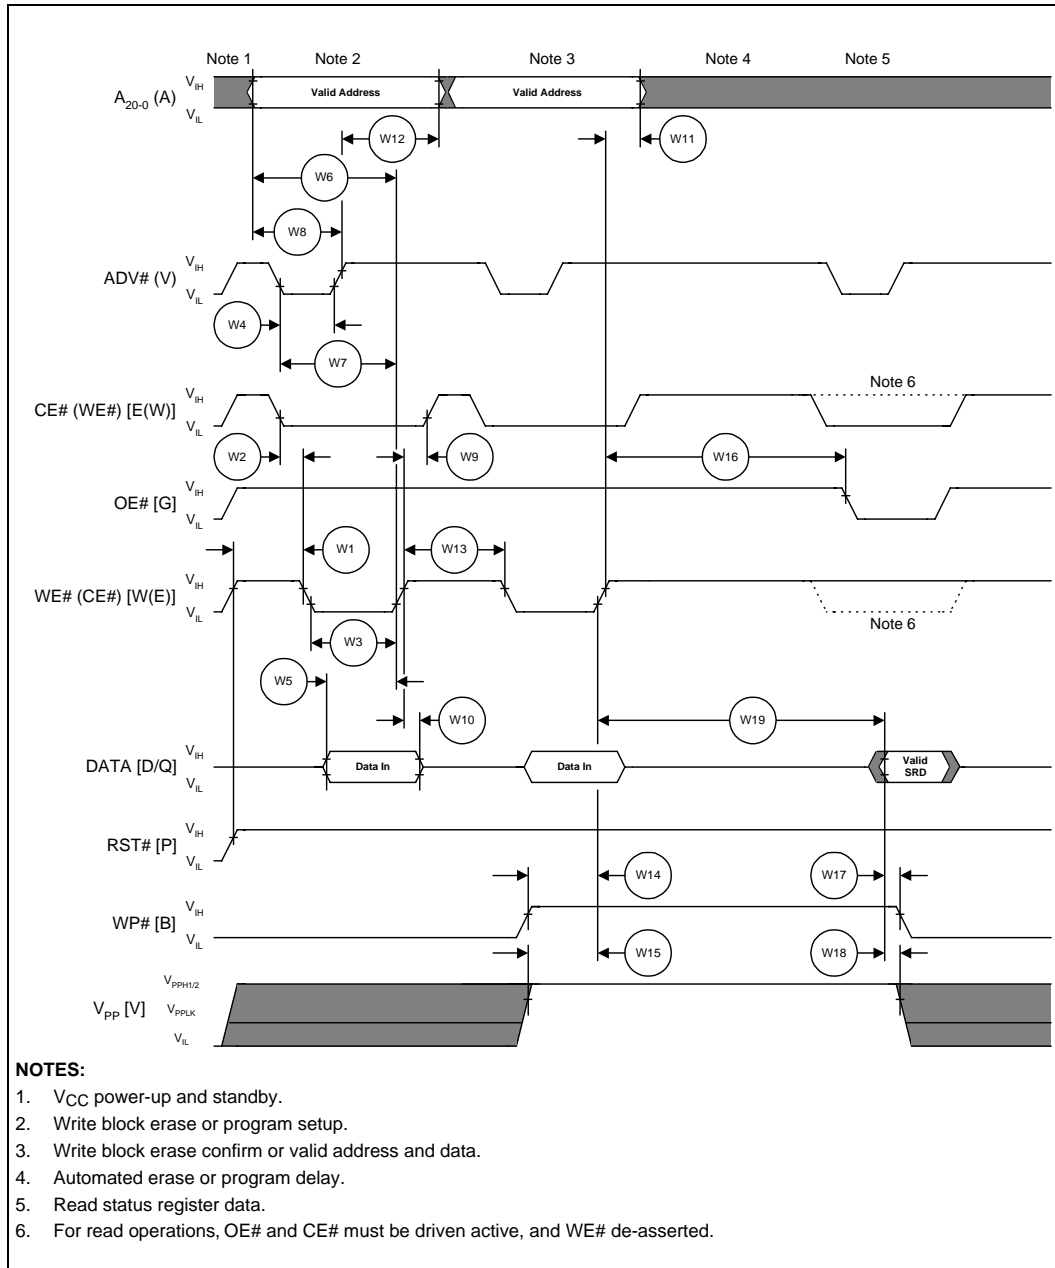 Note 1 Note 2 Note 3 Note 4 Note 5
A20-0 (A) VIH VIL
Valid Address Valid Address
W12 W11
W6
W8
ADV# (V) VIH VIL
W4
W7
CE# (WE#) [E(W)] VIH VIL
Note 6
W2 W9 W16
OE# [G] VIH VIL
W1 W13
WE# (CE#) [W(E)] VIH VIL
Note 6
W3
W5
W10 W19
DATA [D/Q] VIH VIL
Data In Data In Valid
SRD
RST# [P] VIH VIL
W14 W17
WP# [B] VIH VIL
W15 W18
VPP [V] VPPH1/2 VPPLK VIL
NOTES:
1. VCC power-up and standby.
2. Write block erase or program setup.
3. Write block erase confirm or valid address and data.
4. Automated erase or program delay.
5. Read status register data.
6. For read operations, OE# and CE# must be driven active, and WE# de-asserted.